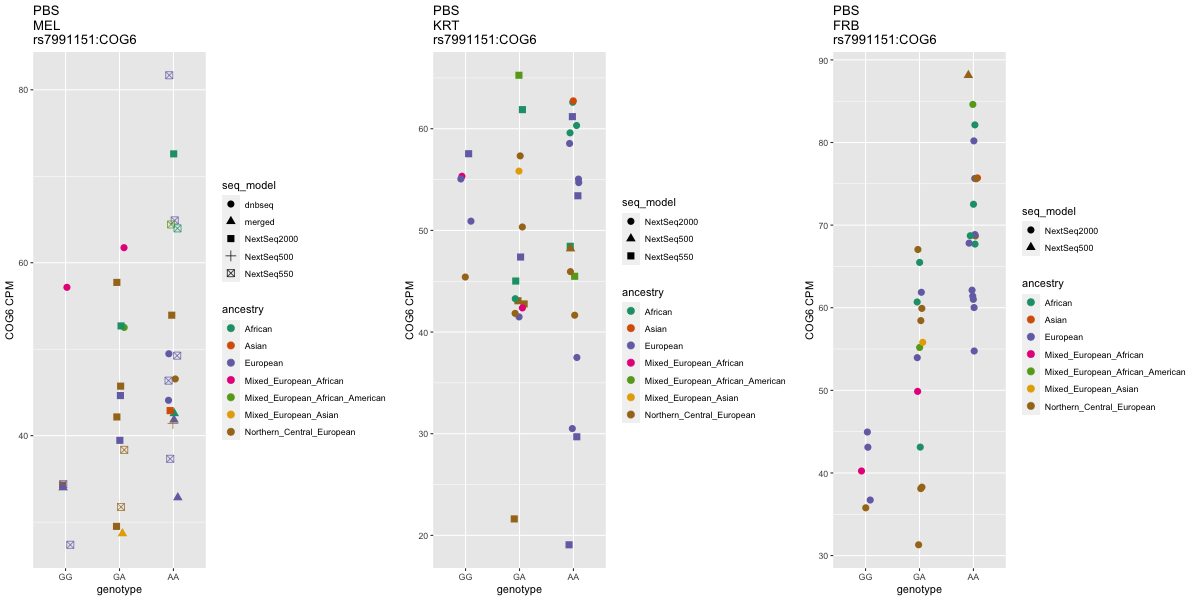 PBS
MEL
rs7991151:COG6
COG6 CPM
80
60
40
GG
GA
AA
genotype
seq_model
dnbseq
merged
NextSeq2000
NextSeq500
NextSeq550
ancestry
African
Asian
European
Mixed_European_African
Mixed_European_African_American
Mixed_European_Asian
Northern_Central_European
PBS
KRT
rs7991151:COG6
COG6 CPM
60
50
40
30
20
GG
GA
AA
genotype
seq_model
NextSeq2000
NextSeq500
NextSeq550
ancestry
African
Asian
European
Mixed_European_African
Mixed_European_African_American
Mixed_European_Asian
Northern_Central_European
PBS
FRB
rs7991151:COG6
COG6 CPM
90
80
70
60
50
40
30
GG
GA
AA
genotype
seq_model
NextSeq2000
NextSeq500
ancestry
African
Asian
European
Mixed_European_African
Mixed_European_African_American
Mixed_European_Asian
Northern_Central_European